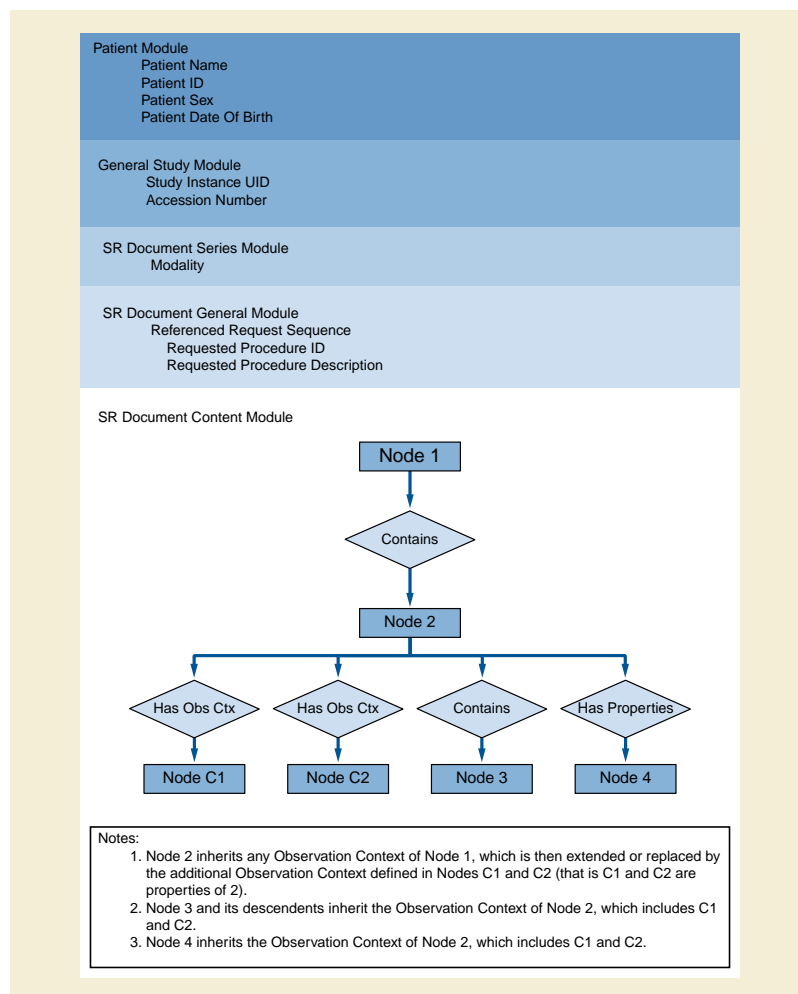 Patient Module
Patient Name
Patient ID
Patient Sex
Patient Date Of Birth
General Study Module
Study Instance UID
Accession Number
SR Document Series Module
Modality
SR Document General Module
Referenced Request Sequence
Requested Procedure ID
Requested Procedure Description
SR Document Content Module
Node 1
Contains
Node 2
Has Obs Ctx
Has Obs Ctx
Contains
Has Properties
Node C1
Node C2
Node 3
Node 4
Notes:
1. Node 2 inherits any Observation Context of Node 1, which is then extended or replaced by
the additional Observation Context defined in Nodes C1 and C2 (that is C1 and C2 are
properties of 2).
2. Node 3 and its descendents inherit the Observation Context of Node 2, which includes C1
and C2.
3. Node 4 inherits the Observation Context of Node 2, which includes C1 and C2.